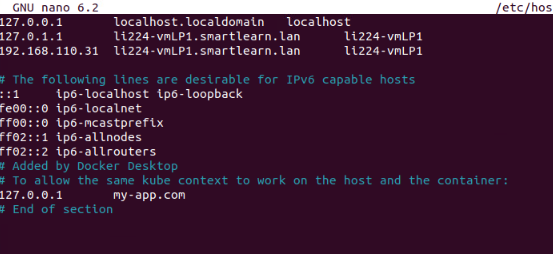 GNU nano 6.2 /etc/hos
127.0.0.1 localhost.localdomain localhost
127.0.1.1 li224-vmLP1.smartlearn.lan li224-vmLP1
192.168.110.31 li224-vmLP1.smartlearn.lan li224-vmLP1
# The following lines are desirable for IPv6 capable hosts
::1 ip6-localhost ip6-loopback
fe00::0 ip6-localnet
ff00::0 ip6-mcastprefix
ff02::1 ip6-allnodes
ff02::2 ip6-allrouters
# Added by Docker Desktop
# To allow the same kube context to work on the host and the container:
127.0.0.1 my-app.com
# End of section